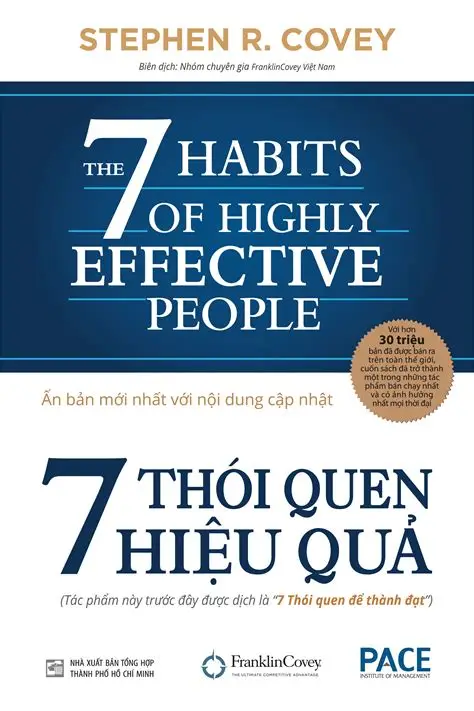 STEPHEN R. COVEY
Biên dịch: Nhóm chuyên gia FranklinCovey Việt Nam
THE 7 HABITS
OF HIGHLY
EFFECTIVE
PEOPLE
Với hơn
30 triệu
bản đã được bán ra
trên toàn thế giới,
cuốn sách đã trở thành
một trong những tác
phẩm bán chạy nhất
và có ảnh hưởng
nhất mọi thời đại
Ấn bản mới nhất với nội dung cập nhật
7 THÓI QUEN
HIỆU QUẢ
(Tác phẩm này trước đây được dịch là “7 Thói quen để thành đạt”)
NHÀ XUẤT BẢN TỔNG HỢP
THÀNH PHỐ HỒ CHÍ MINH
FranklinCovey
THE ULTIMATE COMPETITIVE ADVANTAGE
PACE
INSTITUTE OF MANAGEMENT